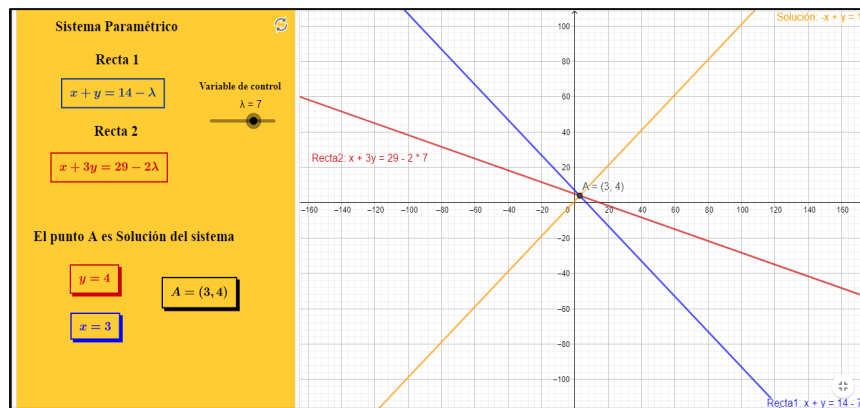 Sistema Paramétrico
Recta 1
x + y = 14 − λ
Variable de control
λ = 7
Recta 2
x + 3y = 29 − 2λ
El punto A es Solución del sistema
y = 4
A = (3, 4)
x = 3
Solución: -x + y = 1
Recta2: x + 3y = 29 - 2 * 7
A = (3, 4)
Recta1: x + y = 14 - 7
100
80
60
40
20
0
−20
−40
−60
−80
−100
−160
−140
−120
−100
−80
−60
−40
−20
20
40
60
80
100
120
140
160